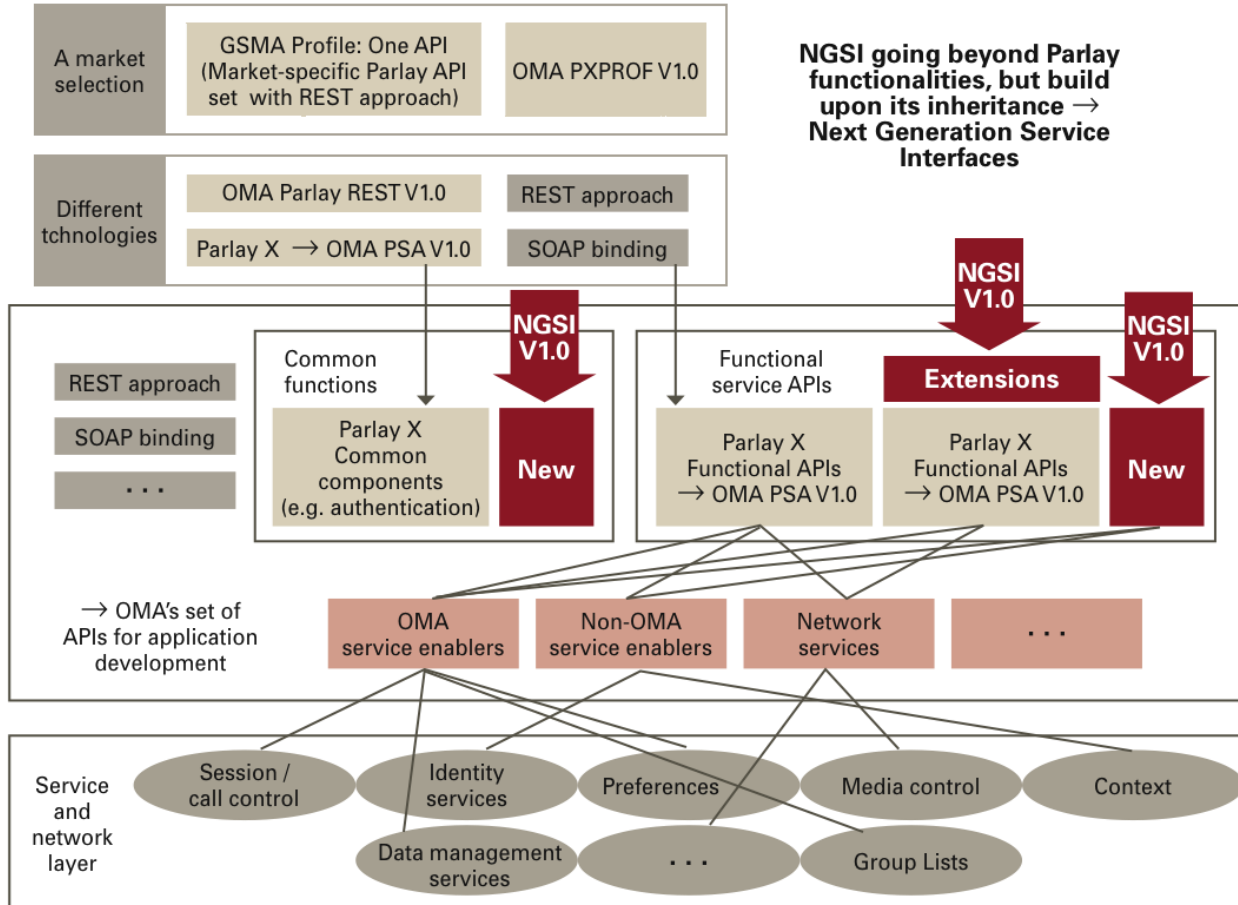 A market
selection
GSMA Profile: One API
(Market-specific Parlay API
set with REST approach)
OMA PXPROF V1.0
NGSI going beyond Parlay
functionalities, but build
upon its inheritance →
Next Generation Service
Interfaces
Different
tchnologies
OMA Parlay REST V1.0
REST approach
Parlay X → OMA PSA V1.0
SOAP binding
NGSI
V1.0
NGSI
V1.0
NGSI
V1.0
REST approach
SOAP binding
. . .
Common
functions
Parlay X
Common
components
(e.g. authentication)
New
Functional
service APIs
Extensions
Parlay X
Functional APIs
→ OMA PSA V1.0
Parlay X
Functional APIs
→ OMA PSA V1.0
New
→ OMA's set of
APIs for application
development
OMA
service enablers
Non-OMA
service enablers
Network
services
. . .
Service
and
network
layer
Session /
call control
Identity
services
Preferences
Media control
Context
Data management
services
. . .
Group Lists